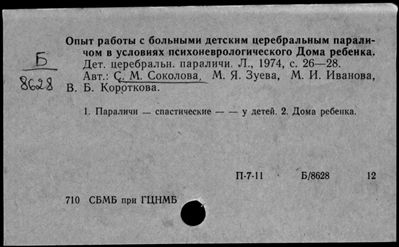 Опыт работы с больными детским церебральным парали-
чом в условиях психоневрологического Дома ребенка.
Дет. церебральн. параличи. Л., 1974, с. 26—28.
Авт.: С. М. Соколова, М. Я. Зуева, М. И. Иванова,
В. Б. Короткова.
Б
8628
1. Параличи — спастические — — у детей. 2. Дома ребенка.
П-7-11 Б/8628 12
710 СБМБ при ГЦНМБ